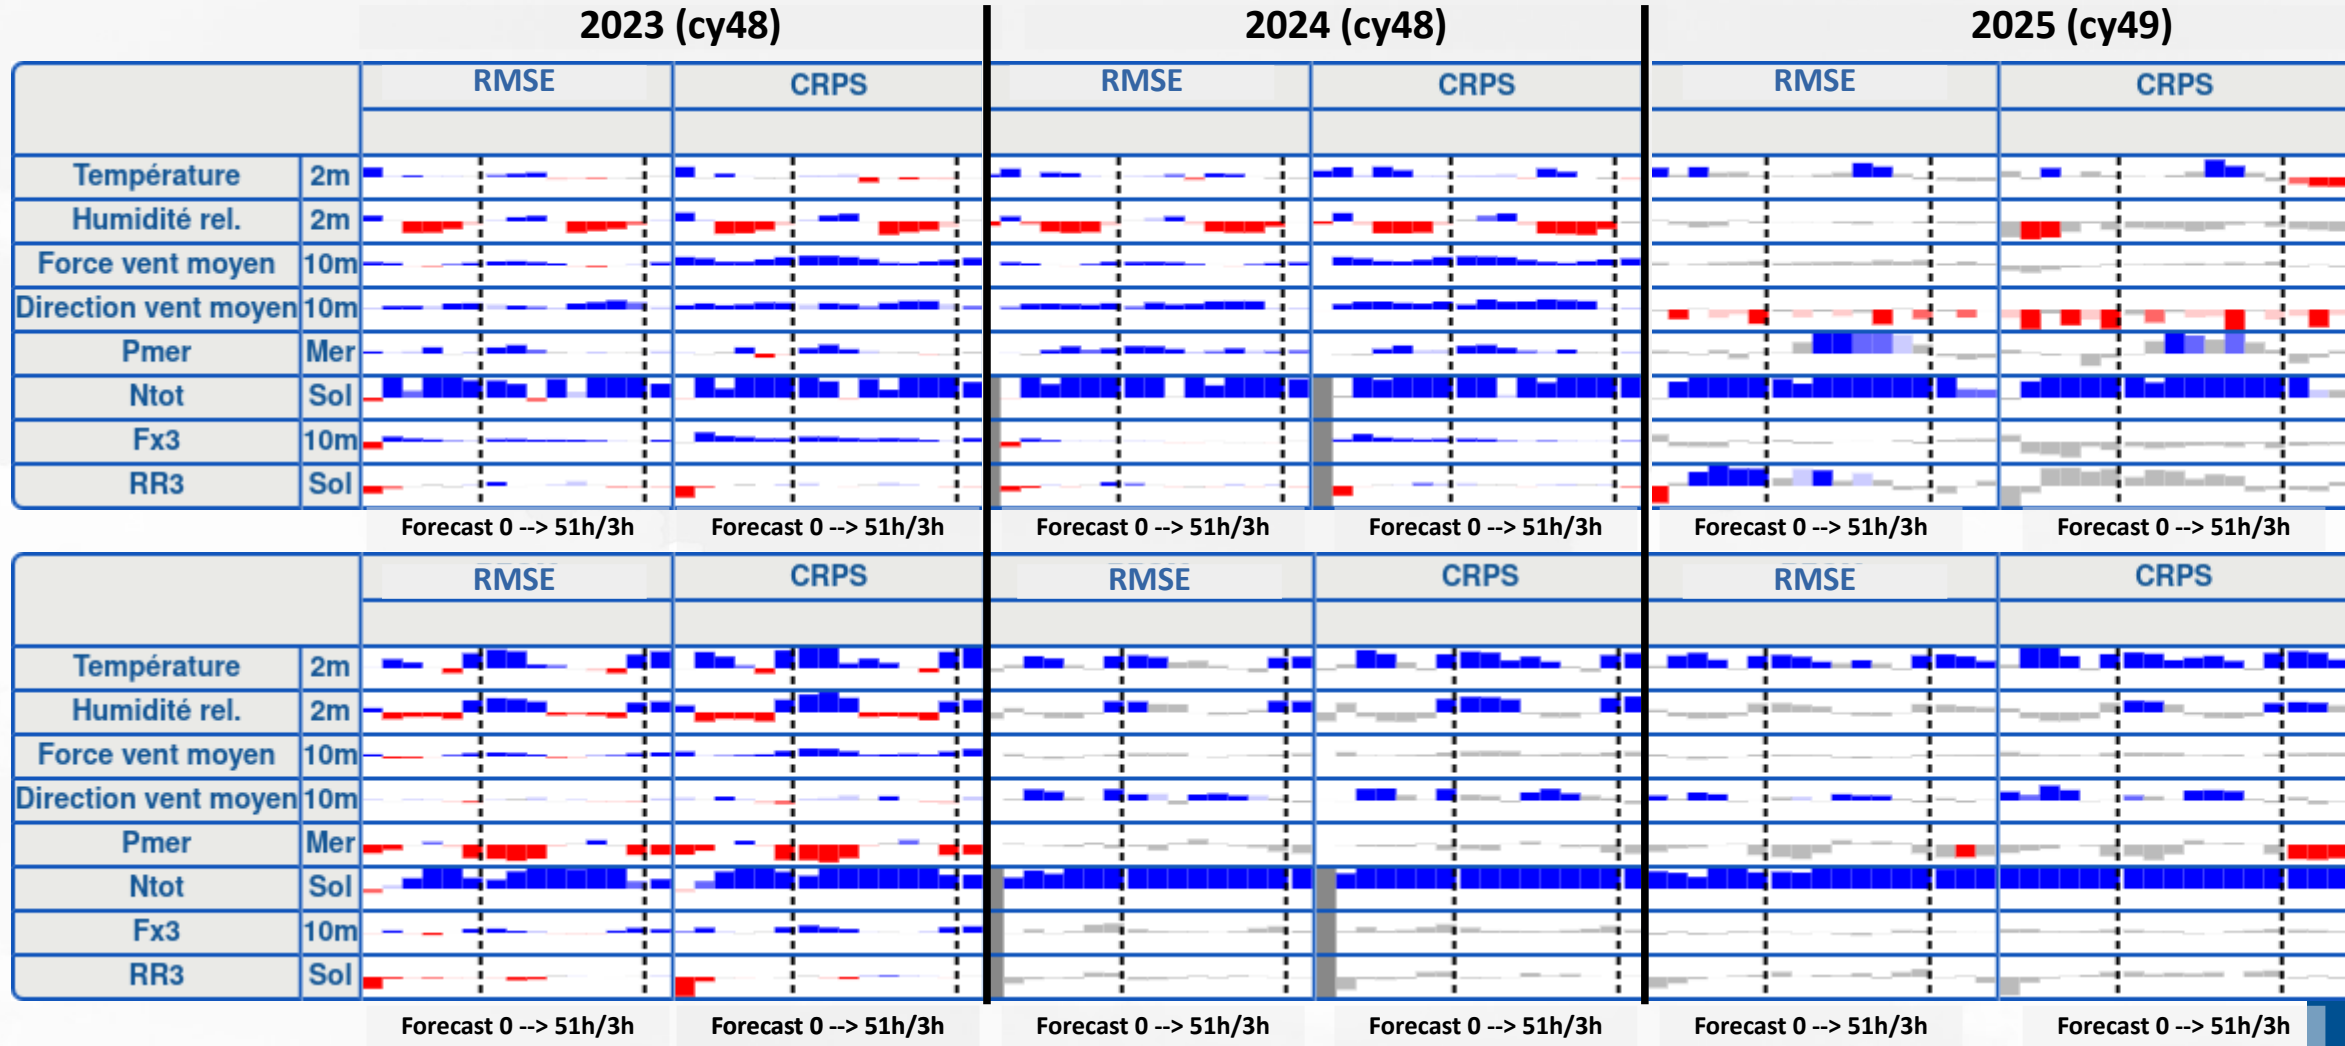 2023 (cy48) 2024 (cy48) 2025 (cy49)
RMSE CRPS RMSE CRPS RMSE CRPS
Température 2m
Humidité rel. 2m
Force vent moyen 10m
Direction vent moyen 10m
Pmer Mer
Ntot Sol
Fx3 10m
RR3 Sol
Forecast 0 --> 51h/3h Forecast 0 --> 51h/3h Forecast 0 --> 51h/3h Forecast 0 --> 51h/3h Forecast 0 --> 51h/3h Forecast 0 --> 51h/3h
RMSE CRPS RMSE CRPS RMSE CRPS
Température 2m
Humidité rel. 2m
Force vent moyen 10m
Direction vent moyen 10m
Pmer Mer
Ntot Sol
Fx3 10m
RR3 Sol
Forecast 0 --> 51h/3h Forecast 0 --> 51h/3h Forecast 0 --> 51h/3h Forecast 0 --> 51h/3h Forecast 0 --> 51h/3h Forecast 0 --> 51h/3h